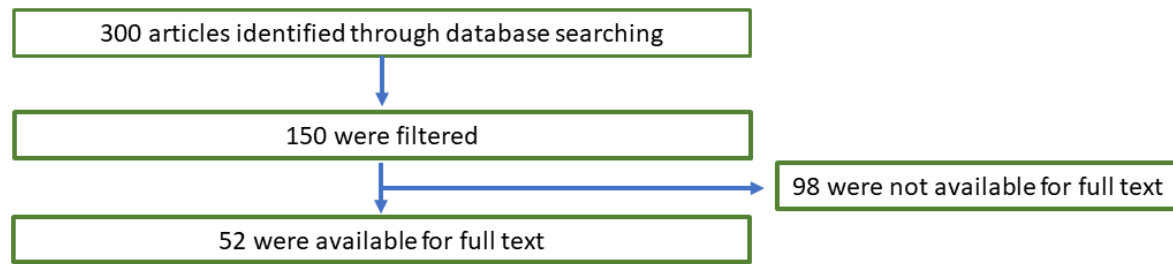 300 articles identified through database searching
150 were filtered
98 were not available for full text
52 were available for full text